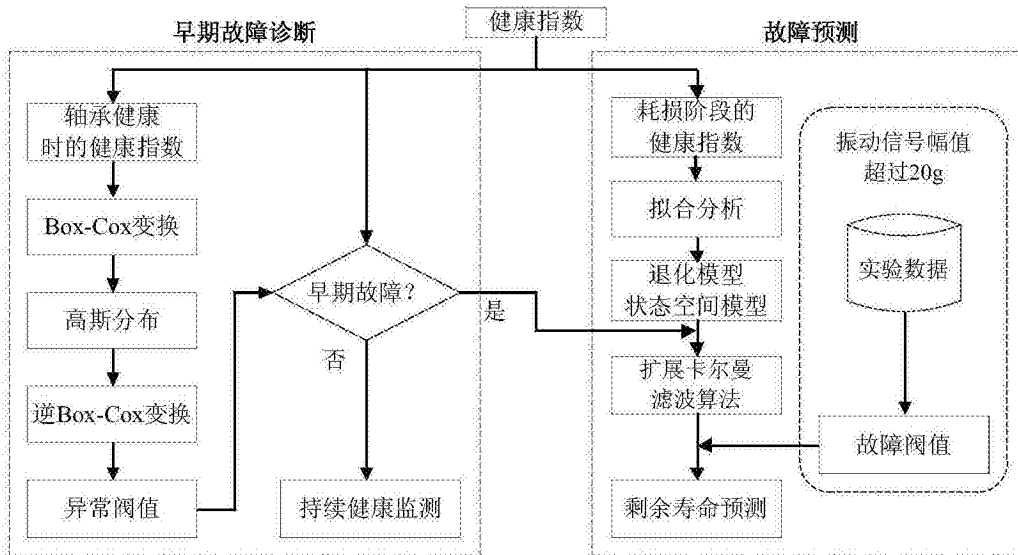 健康指数
早期故障诊断
轴承健康
时的健康指数
Box-Cox变换
高斯分布
逆Box-Cox变换
异常阀值
早期故障？
是
否
持续健康监测
故障预测
耗损阶段的
健康指数
拟合分析
退化模型
状态空间模型
扩展卡尔曼
滤波算法
剩余寿命预测
振动信号幅值
超过20g
实验数据
故障阀值